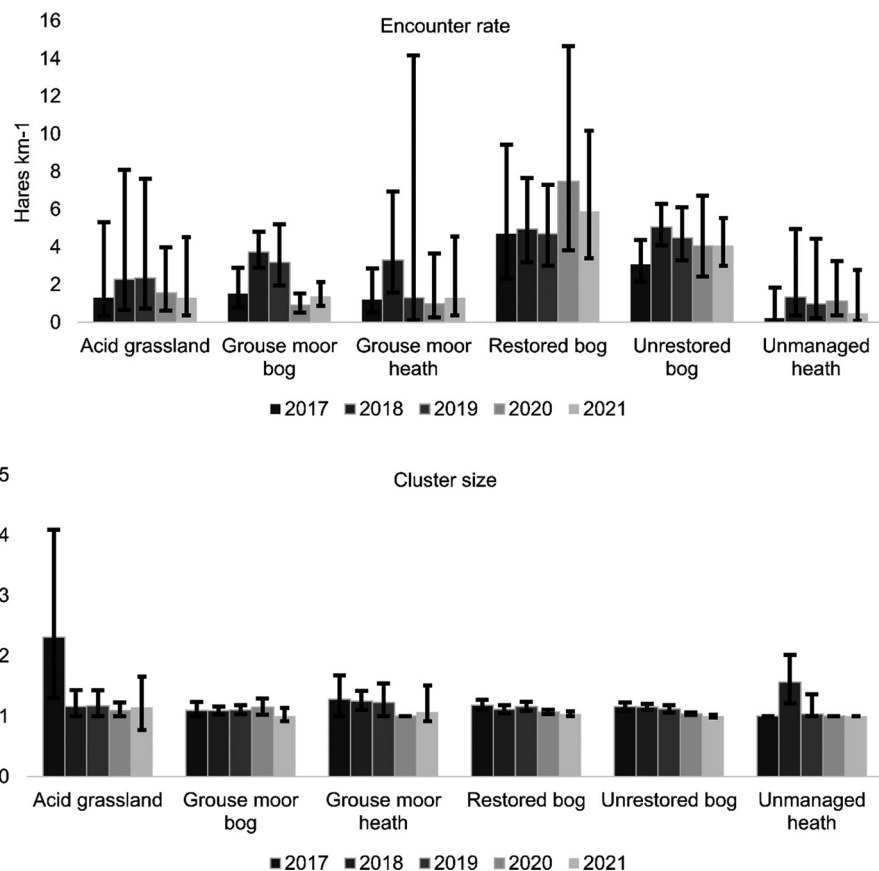 Encounter rate
16
14
12
10
8
6
4
2
0
Hares km-1
Acid grassland
Grouse moor
bog
Grouse moor
heath
Restored bog
Unrestored
bog
Unmanaged
heath
2017 2018 2019 2020 2021
Cluster size
5
4
3
2
1
0
Acid grassland
Grouse moor
bog
Grouse moor
heath
Restored bog
Unrestored bog
Unmanaged
heath
2017 2018 2019 2020 2021